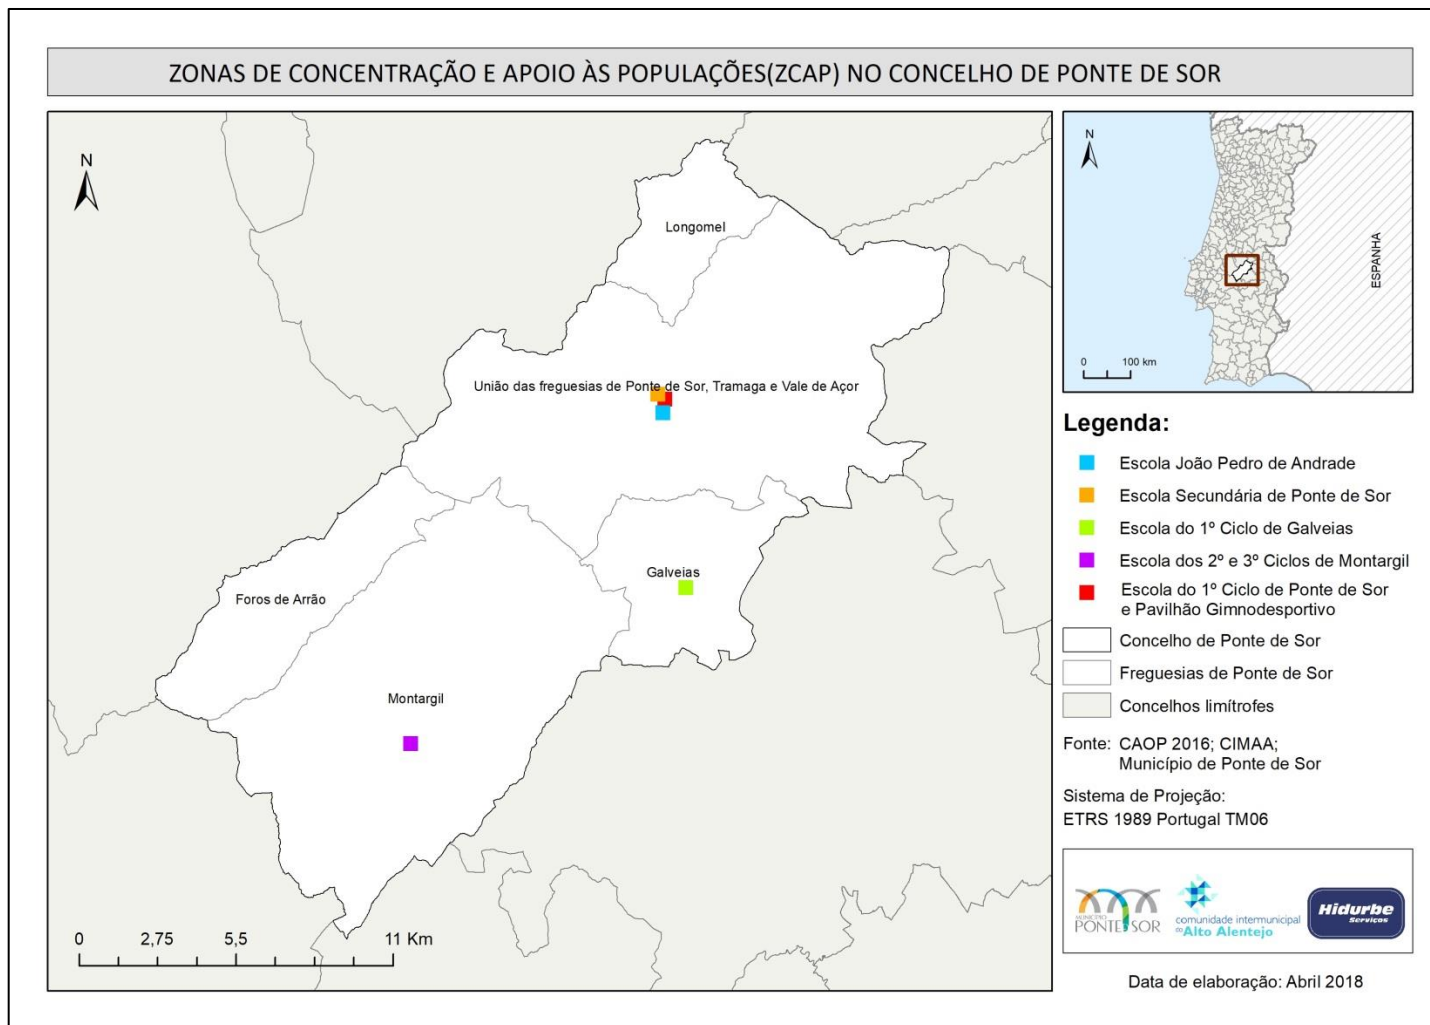 ZONAS DE CONCENTRAÇÃO E APOIO ÀS POPULAÇÕES(ZCAP) NO CONCELHO DE PONTE DE SOR
N
Longomel
União das freguesias de Ponte de Sor, Tramaga e Vale de Açor
Galveias
Foros de Arrão
Montargil
0 2,75 5,5 11 Km
N
ESPANHA
0 100 km
Legenda:
Escola João Pedro de Andrade
Escola Secundária de Ponte de Sor
Escola do 1º Ciclo de Galveias
Escola dos 2º e 3º Ciclos de Montargil
Escola do 1º Ciclo de Ponte de Sor
e Pavilhão Gimnodesportivo
Concelho de Ponte de Sor
Freguesias de Ponte de Sor
Concelhos limítrofes
Fonte: CAOP 2016; CIMAA;
Município de Ponte de Sor
Sistema de Projeção:
ETRS 1989 Portugal TM06
MUNICÍPIO
PONTE SOR
comunidade intermunicipal
do Alto Alentejo
Hidurbe
Serviços
Data de elaboração: Abril 2018